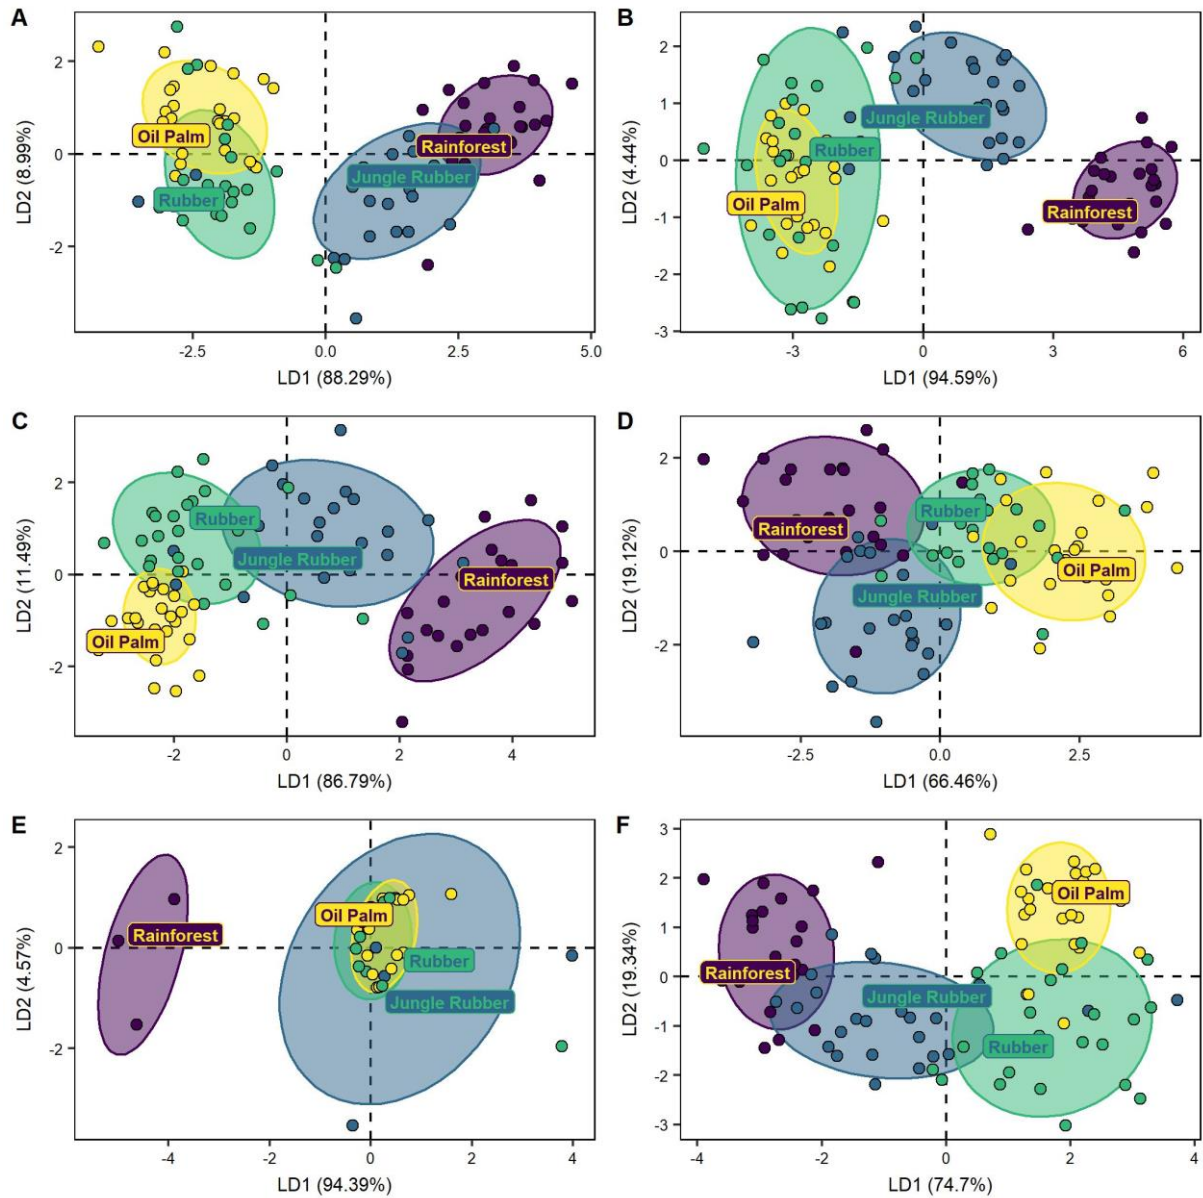 A
LD2 (8.99%)
2
0
-2
Oil Palm
Rubber
Rainforest
Jungle Rubber
-2.5
0.0
2.5
5.0
LD1 (88.29%)
B
LD2 (4.44%)
2
1
0
-1
-2
-3
Jungle Rubber
Rubber
Oil Palm
Rainforest
-3
0
3
6
LD1 (94.59%)
C
LD2 (11.49%)
2
0
-2
Rubber
Jungle Rubber
Rainforest
Oil Palm
-2
0
2
4
LD1 (86.79%)
D
LD2 (19.12%)
2
0
-2
Rubber
Rainforest
Oil Palm
Jungle Rubber
-2.5
0.0
2.5
LD1 (66.46%)
E
LD2 (4.57%)
2
0
-2
Oil Palm
Rainforest
Rubber
Jungle Rubber
-4
-2
0
2
4
LD1 (94.39%)
F
LD2 (19.34%)
3
2
1
0
-1
-2
-3
Oil Palm
Rainforest
Jungle Rubber
Rubber
-4
-2
0
2
4
LD1 (74.7%)